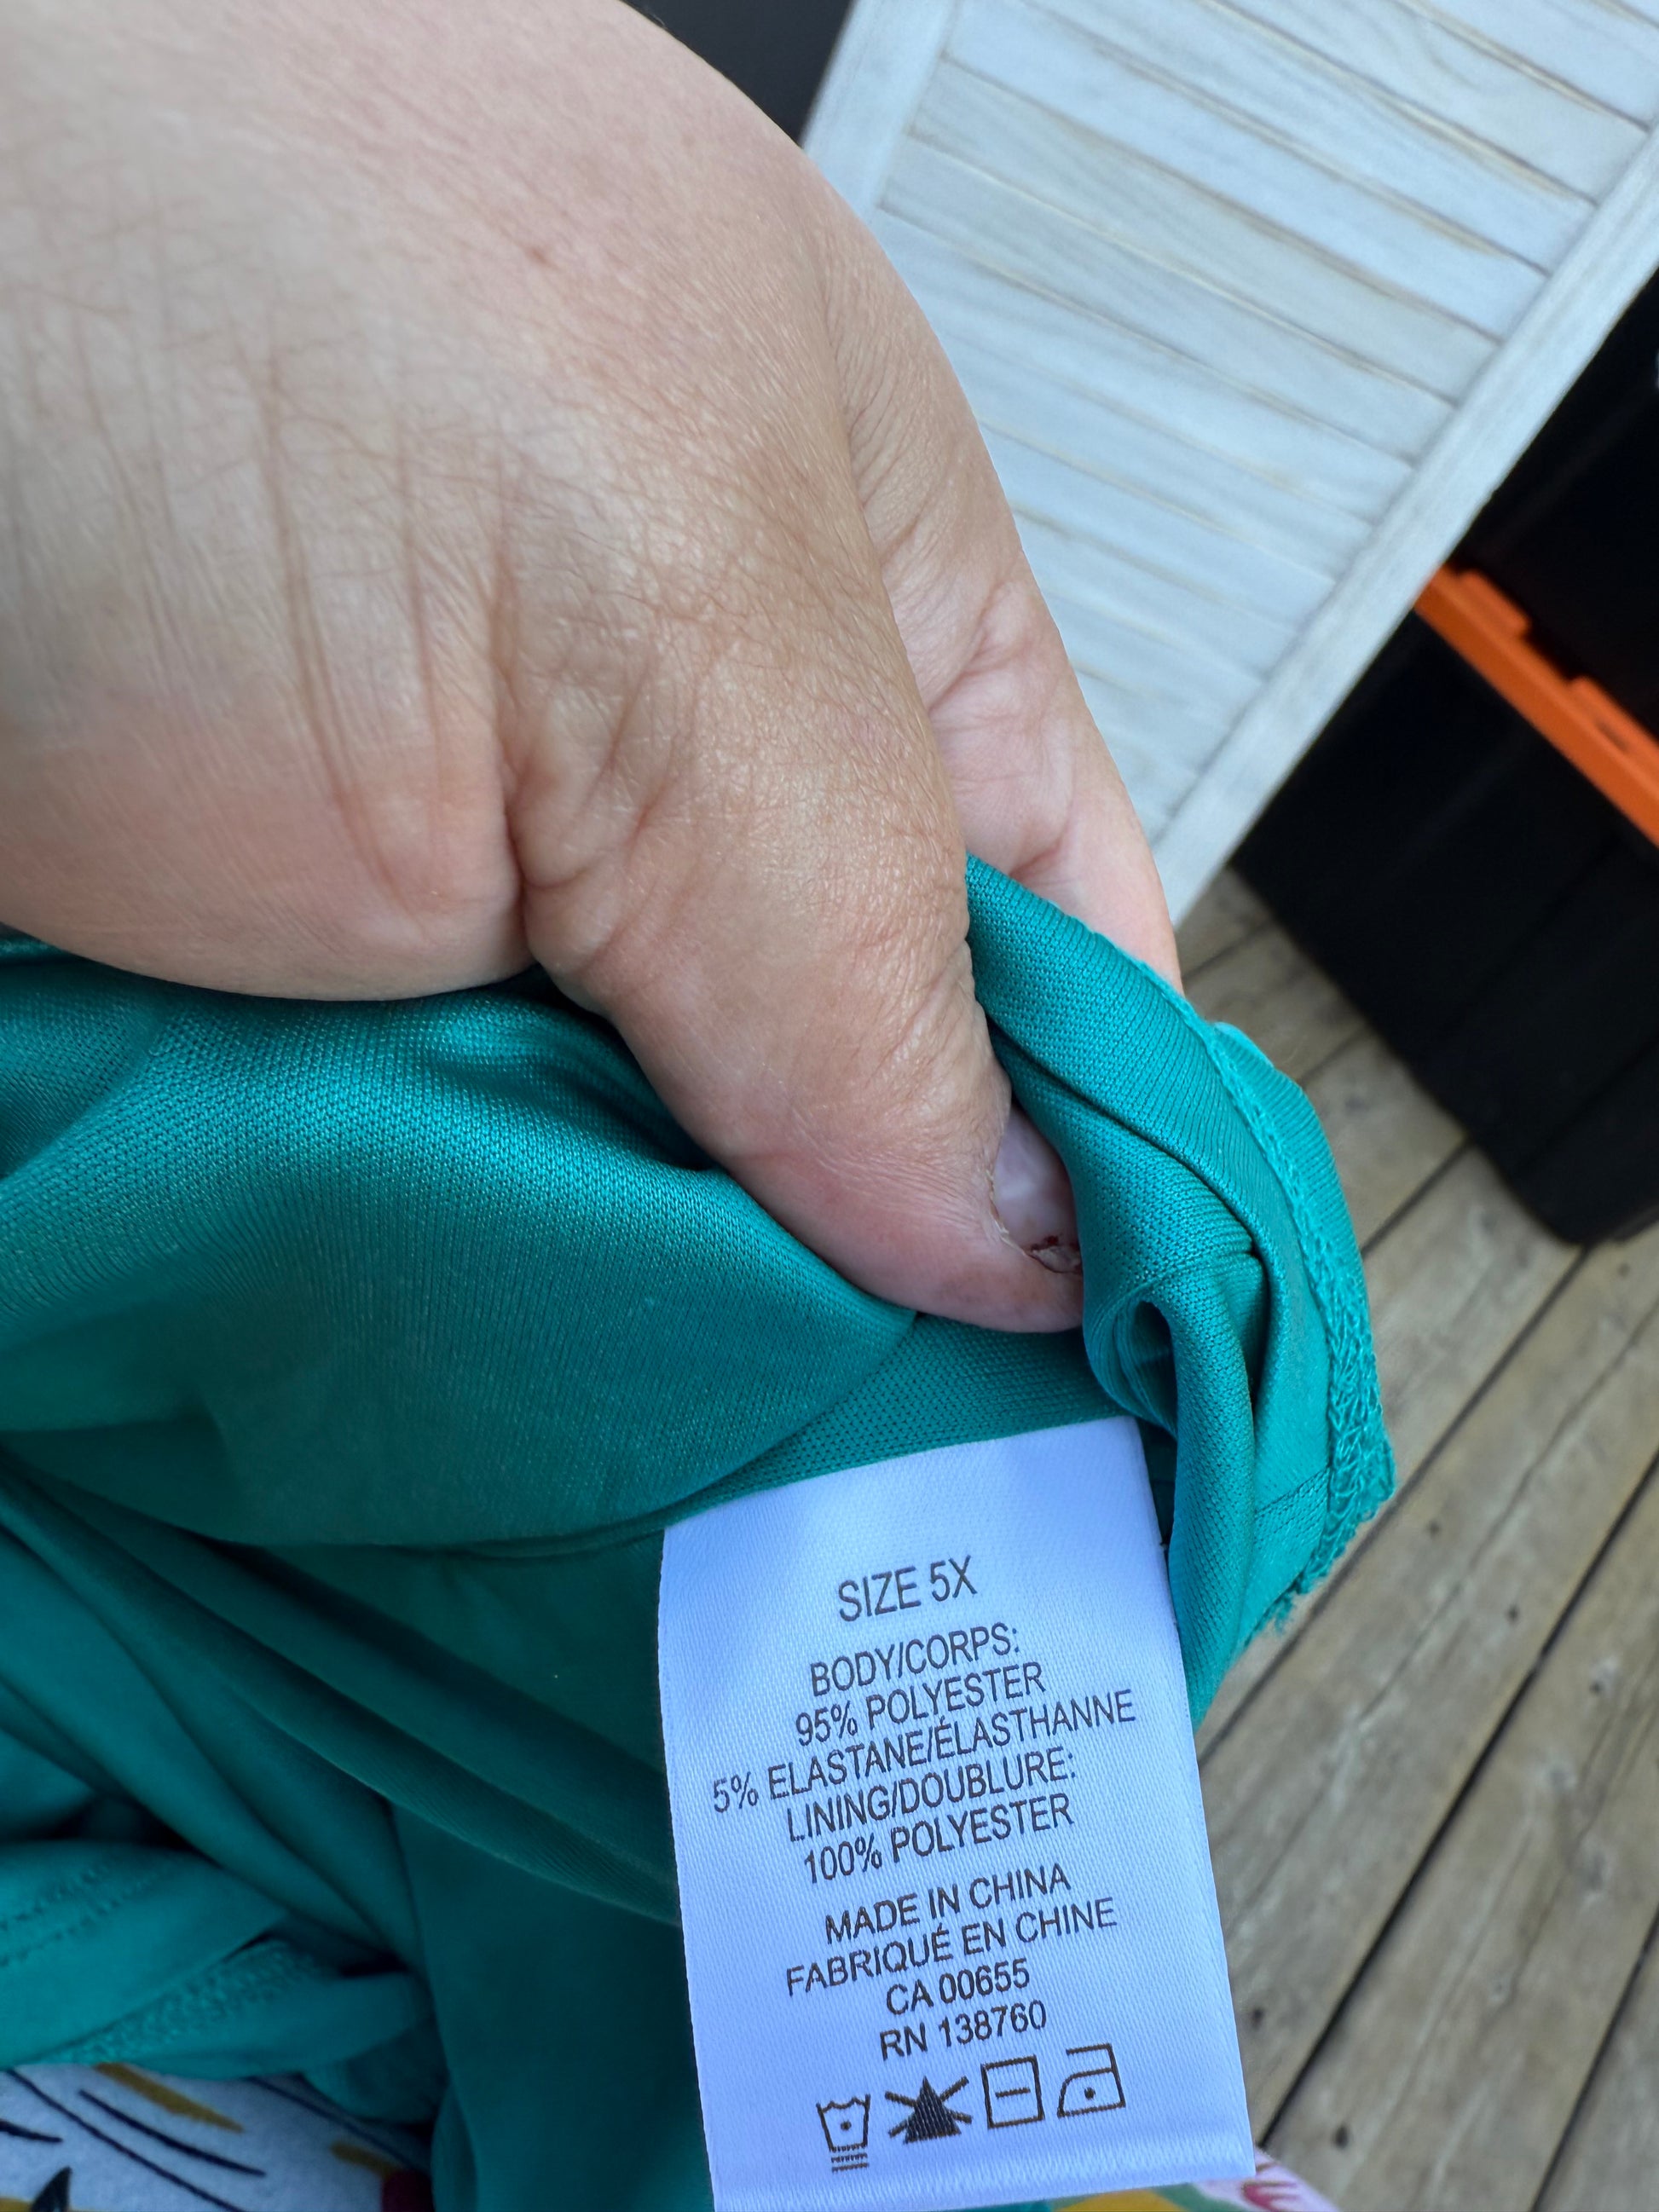 SIZE 5X
BODY/CORPS:
95% POLYESTER
5% ELASTANE/ÉLASTHANNE
LINING/DOUBLURE:
100% POLYESTER
MADE IN CHINA
FABRIQUÉ EN CHINE
CA 00655
RN 138760